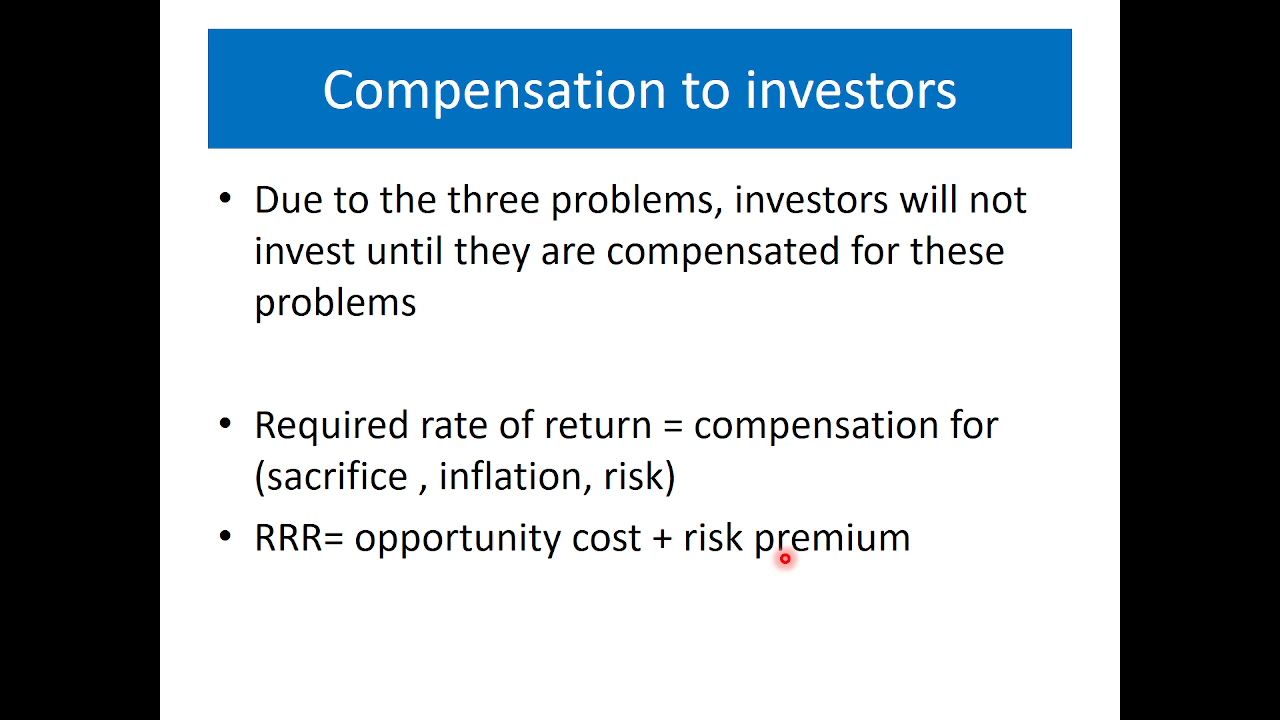 Compensation to investors
• Due to the three problems, investors will not
invest until they are compensated for these
problems
• Required rate of return = compensation for
(sacrifice , inflation, risk)
• RRR= opportunity cost + risk premium